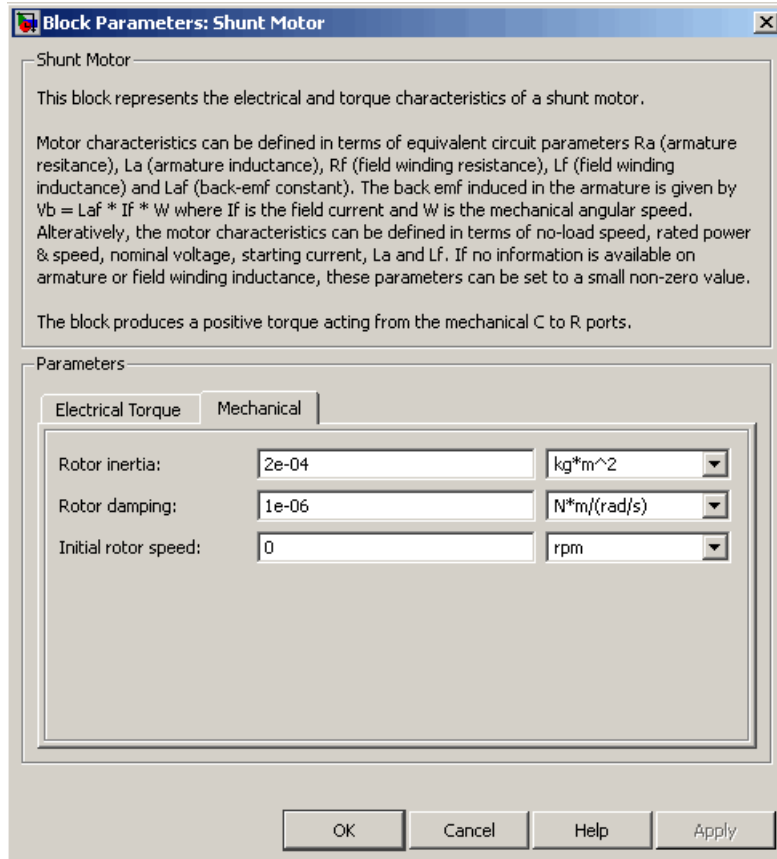 Block Parameters: Shunt Motor
Shunt Motor
This block represents the electrical and torque characteristics of a shunt motor.
Motor characteristics can be defined in terms of equivalent circuit parameters Ra (armature
resitance), La (armature inductance), Rf (field winding resistance), Lf (field winding
inductance) and Laf (back-emf constant). The back emf induced in the armature is given by
Vb = Laf * If * W where If is the field current and W is the mechanical angular speed.
Alteratively, the motor characteristics can be defined in terms of no-load speed, rated power
& speed, nominal voltage, starting current, La and Lf. If no information is available on
armature or field winding inductance, these parameters can be set to a small non-zero value.
The block produces a positive torque acting from the mechanical C to R ports.
Parameters
Electrical Torque Mechanical
Rotor inertia: 2e-04 kg*m^2
Rotor damping: 1e-06 N*m/(rad/s)
Initial rotor speed: 0 rpm
OK Cancel Help Apply